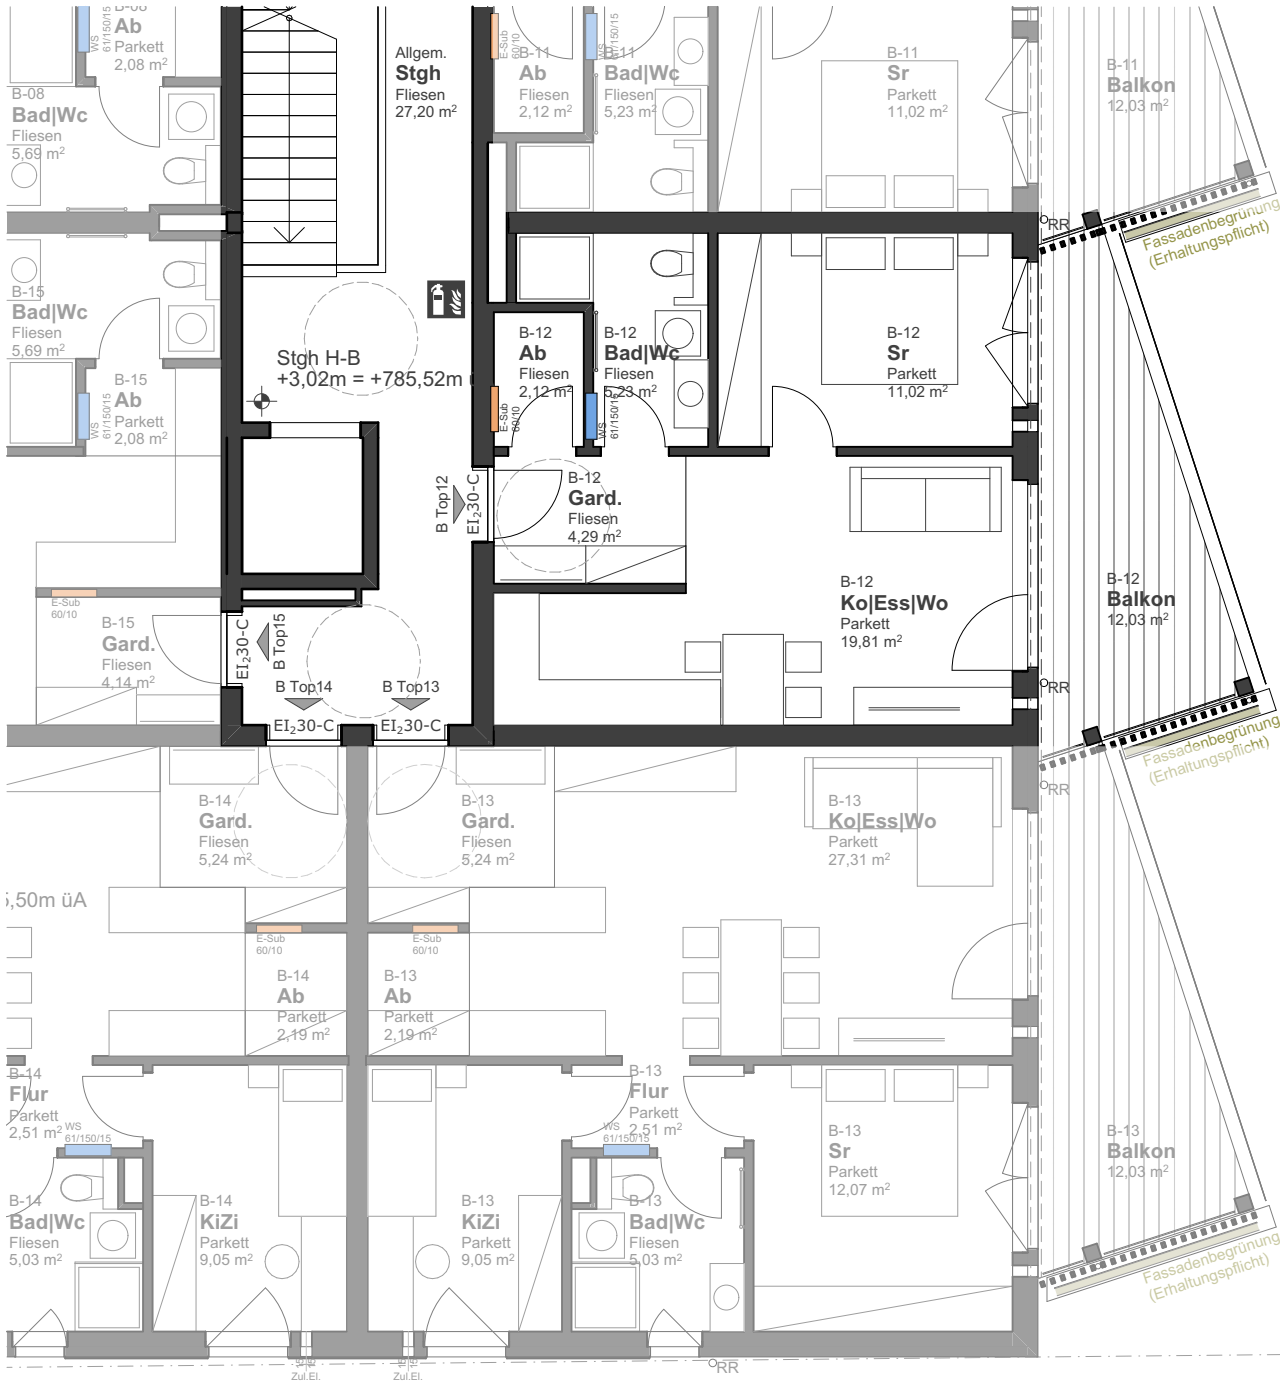 B-08
Ab
Parkett
2,08 m²
WS
61/150/15
B-08
Bad|Wc
Fliesen
5,69 m²
Allgem.
Stgh
Fliesen
27,20 m²
E-Sub
60/10
B-11
Ab
Fliesen
2,12 m²
WS
61/150/15
B-11
Bad|Wc
Fliesen
5,23 m²
B-11
Sr
Parkett
11,02 m²
B-11
Balkon
12,03 m²
RR
Fassadenbegrünung
(Erhaltungspflicht)
B-15
Bad|Wc
Fliesen
5,69 m²
B-15
Ab
Parkett
2,08 m²
WS
61/150/15
Stgh H-B
+3,02m = +785,52m
B-12
Ab
Fliesen
2,12 m²
E-Sub
60/10
B-12
Bad|Wc
Fliesen
5,23 m²
WS
61/150/15
B-12
Sr
Parkett
11,02 m²
B Top12
EI₂30-C
B-12
Gard.
Fliesen
4,29 m²
B-12
Ko|Ess|Wo
Parkett
19,81 m²
B-12
Balkon
12,03 m²
E-Sub
60/10
B-15
Gard.
Fliesen
4,14 m²
EI₂30-C
B Top15
B Top14
B Top13
EI₂30-C
EI₂30-C
RR
Fassadenbegrünung
(Erhaltungspflicht)
RR
B-14
Gard.
Fliesen
5,24 m²
B-13
Gard.
Fliesen
5,24 m²
B-13
Ko|Ess|Wo
Parkett
27,31 m²
5,50m üA
E-Sub
60/10
E-Sub
60/10
B-14
Ab
Parkett
2,19 m²
B-13
Ab
Parkett
2,19 m²
B-14
Flur
Parkett
2,51 m²
WS
61/150/15
B-13
Flur
Parkett
2,51 m²
WS
61/150/15
B-13
Sr
Parkett
12,07 m²
B-13
Balkon
12,03 m²
B-14
Bad|Wc
Fliesen
5,03 m²
B-14
KiZi
Parkett
9,05 m²
B-13
KiZi
Parkett
9,05 m²
B-13
Bad|Wc
Fliesen
5,03 m²
Fassadenbegrünung
(Erhaltungspflicht)
Zul.El.
Zul.El.
RR